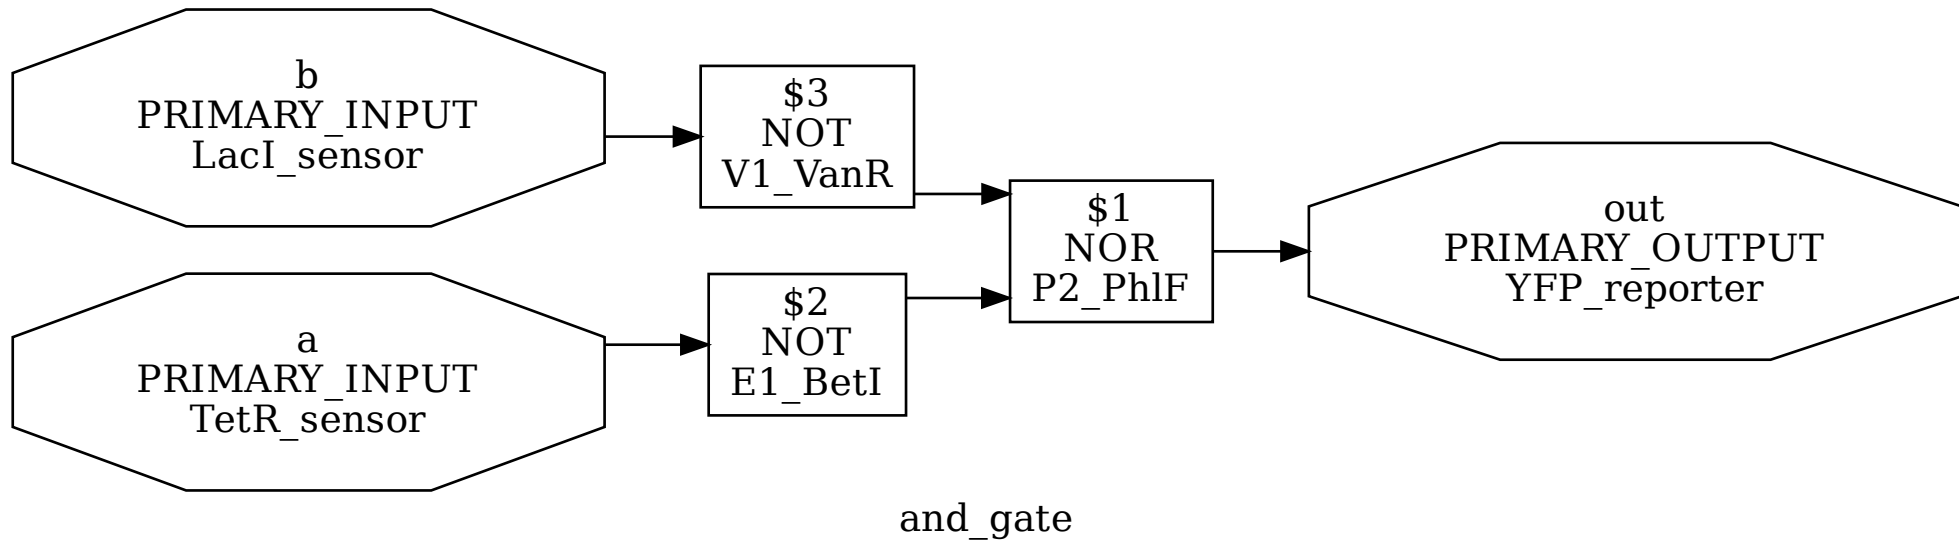 b
PRIMARY_INPUT
LacI_sensor
$3
NOT
V1_VanR
a
PRIMARY_INPUT
TetR_sensor
$2
NOT
E1_BetI
$1
NOR
P2_PhlF
out
PRIMARY_OUTPUT
YFP_reporter
and_gate